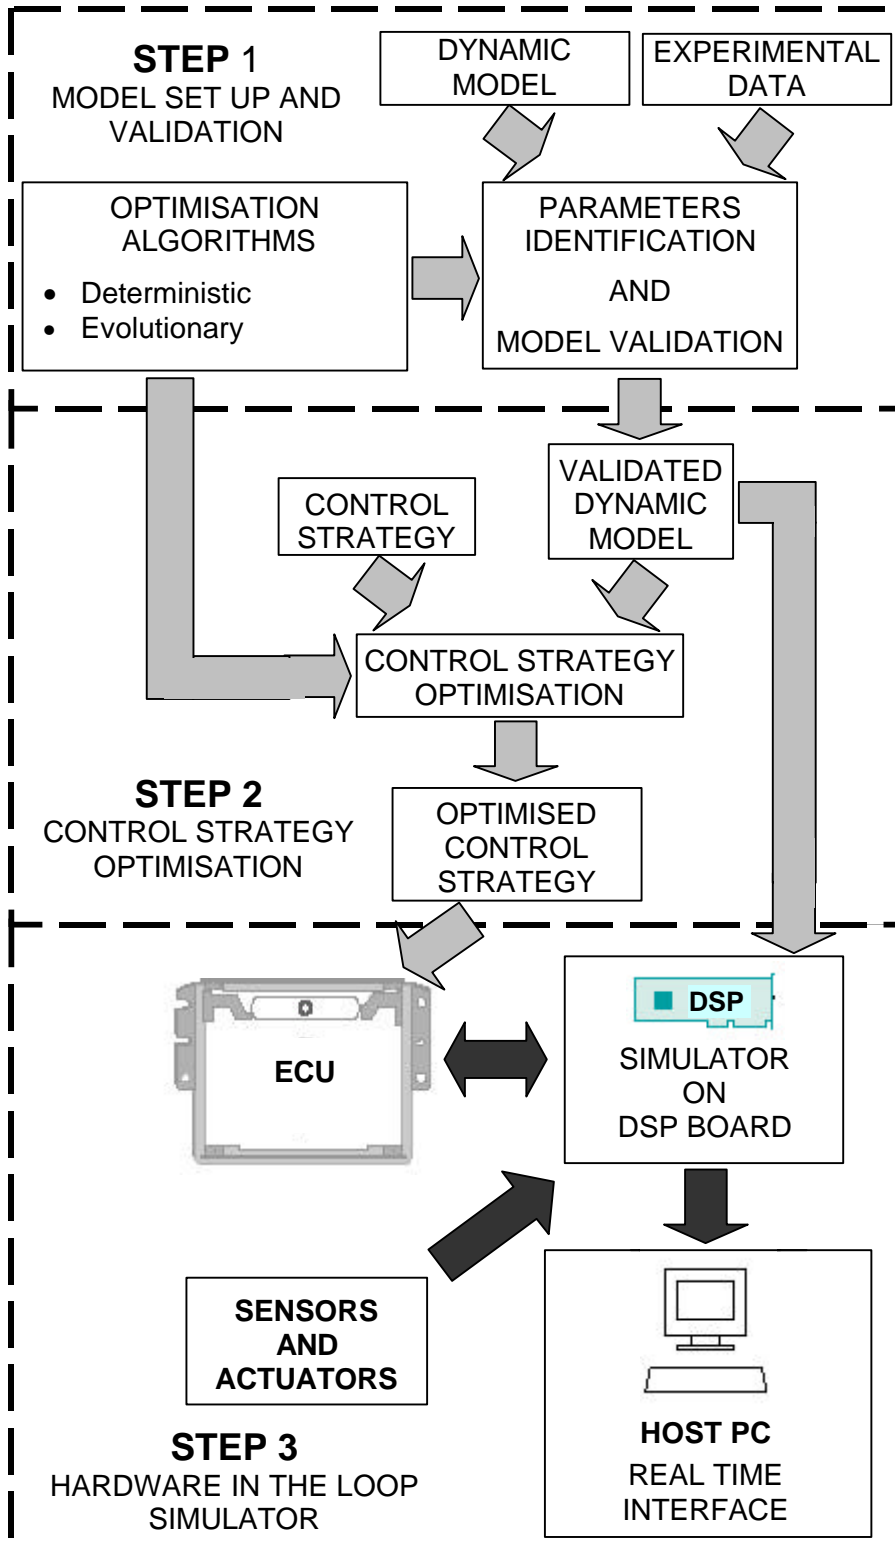 STEP 1
MODEL SET UP AND
VALIDATION
DYNAMIC
MODEL
EXPERIMENTAL
DATA
OPTIMISATION
ALGORITHMS
• Deterministic
• Evolutionary
PARAMETERS
IDENTIFICATION
AND
MODEL VALIDATION
CONTROL
STRATEGY
VALIDATED
DYNAMIC
MODEL
CONTROL STRATEGY
OPTIMISATION
STEP 2
CONTROL STRATEGY
OPTIMISATION
OPTIMISED
CONTROL
STRATEGY
ECU
DSP
SIMULATOR
ON
DSP BOARD
SENSORS
AND
ACTUATORS
STEP 3
HARDWARE IN THE LOOP
SIMULATOR
HOST PC
REAL TIME
INTERFACE